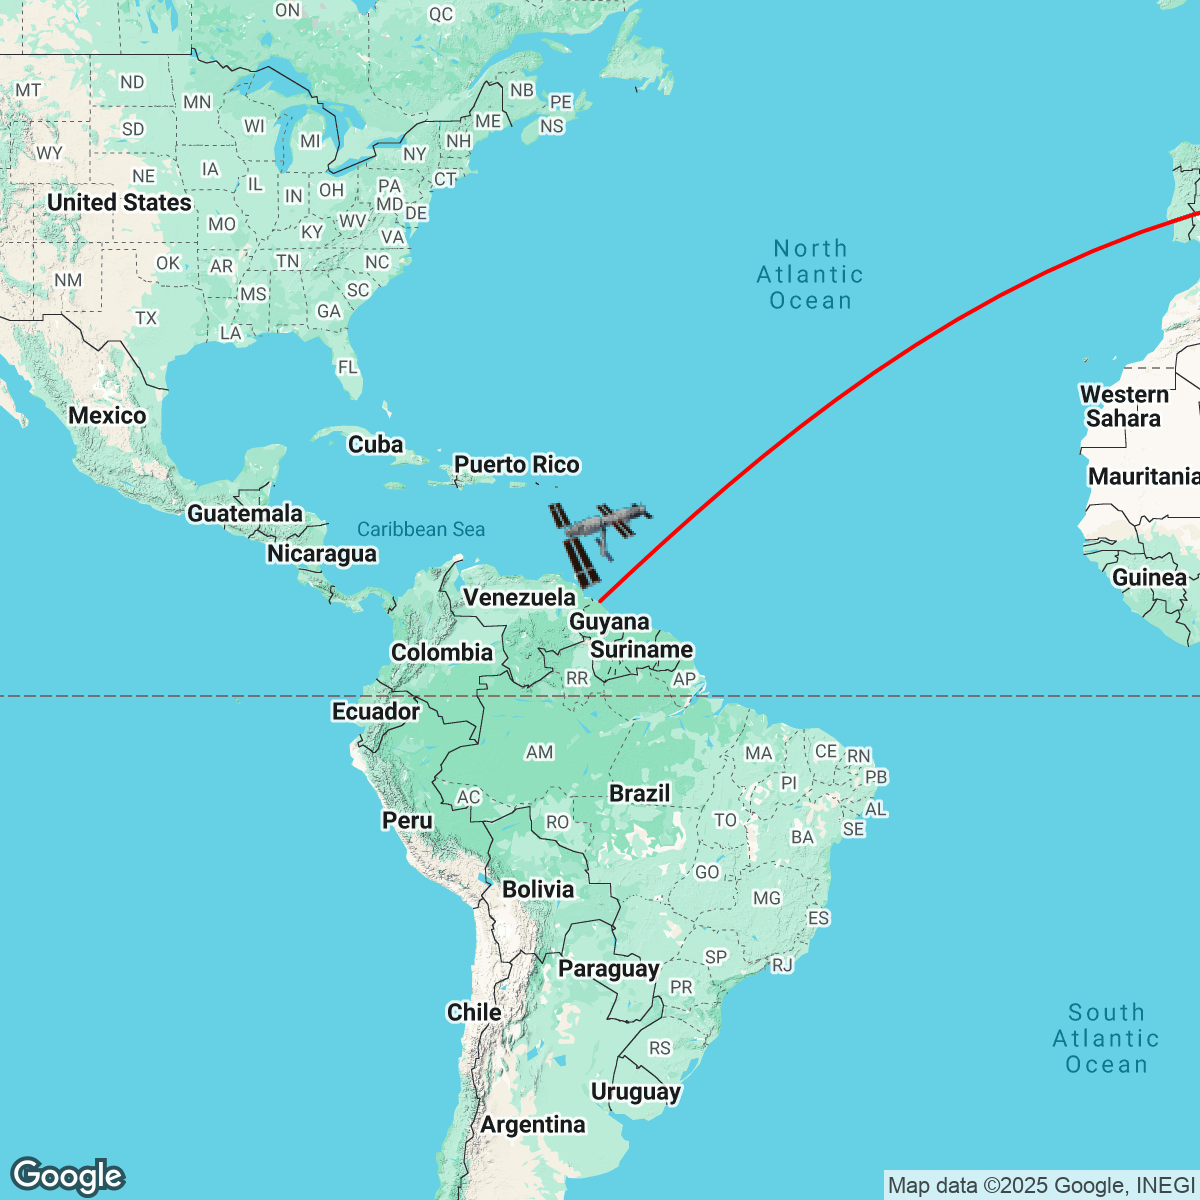 ON
QC
MT
ND
MN
NB
PE
SD
WI
MI
ME
NS
WY
NH
NE
IA
NY
IL
IN
OH
PA
CT
United States
MD
DE
MO
KY
WV
VA
North
Atlantic
Ocean
NM
OK
AR
TN
NC
MS
SC
TX
LA
GA
FL
Western
Sahara
Mexico
Cuba
Puerto Rico
Mauritania
Guatemala
Caribbean Sea
Nicaragua
Guinea
Venezuela
Guyana
Colombia
Suriname
RR
AP
Ecuador
AM
MA
CE
RN
PI
PB
AC
Brazil
AL
Peru
RO
TO
BA
SE
GO
Bolivia
MG
ES
Paraguay
SP
RJ
PR
Chile
South
Atlantic
Ocean
RS
Uruguay
Argentina
Google
Map data ©2025 Google, INEGI